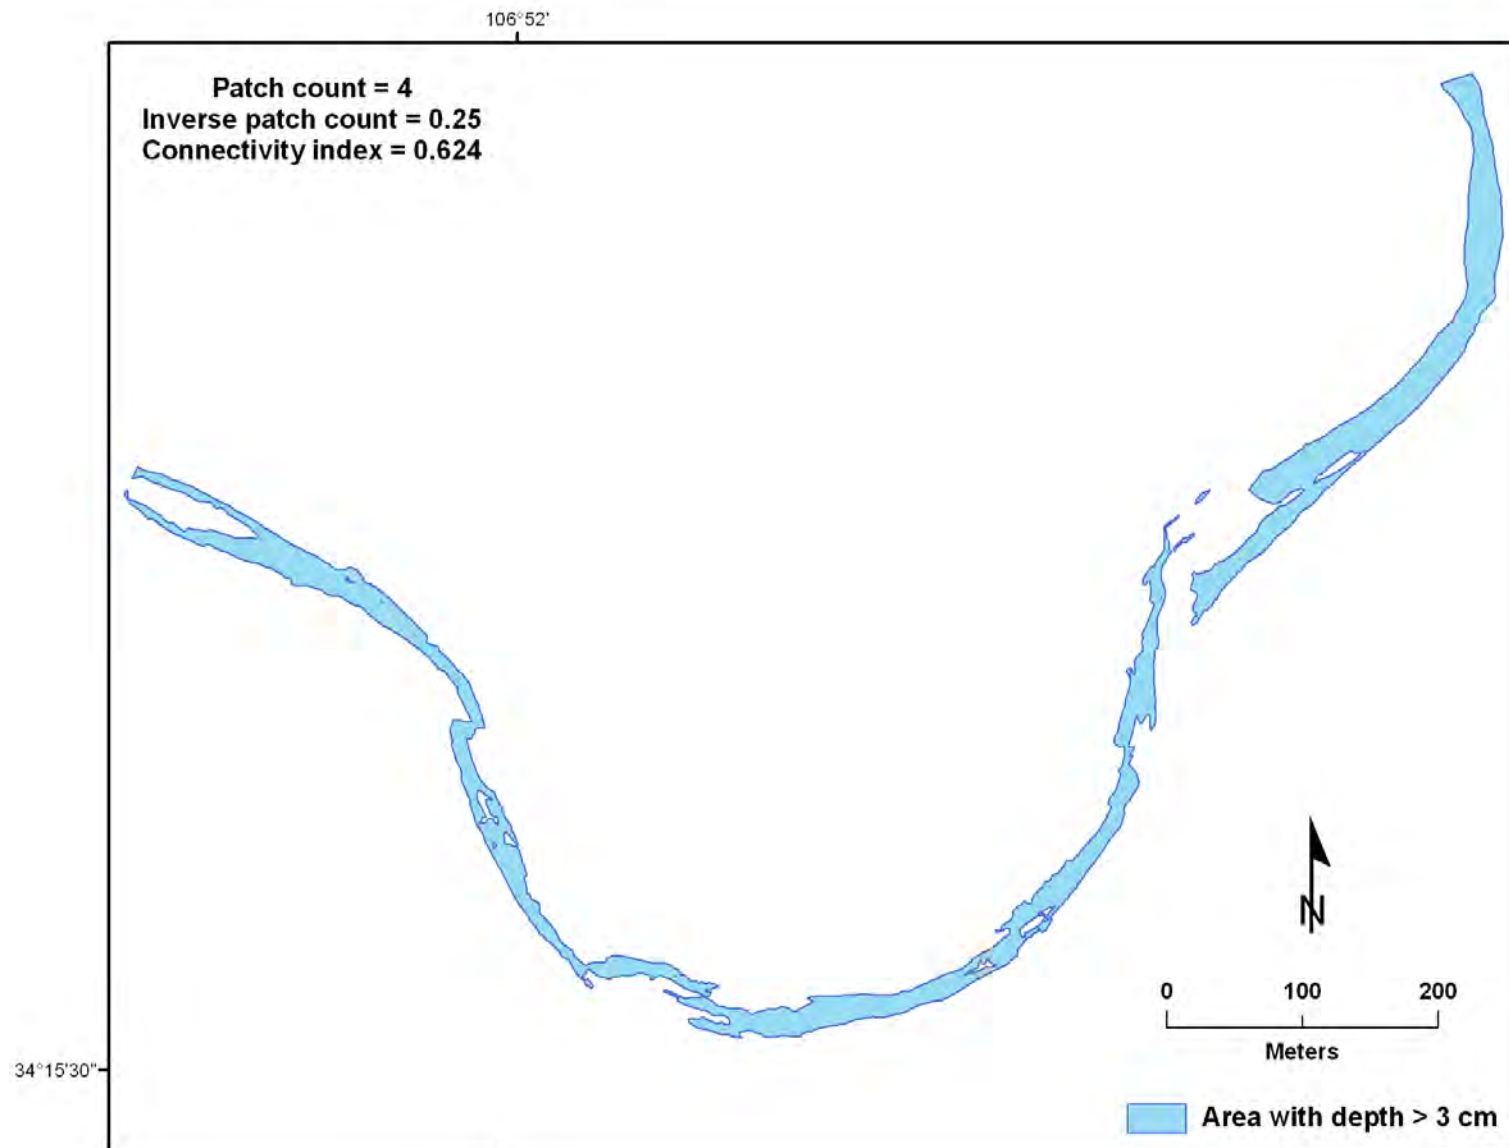 106°52'
Patch count = 4
Inverse patch count = 0.25
Connectivity index = 0.624
N
0 100 200
Meters
34°15'30"
Area with depth > 3 cm